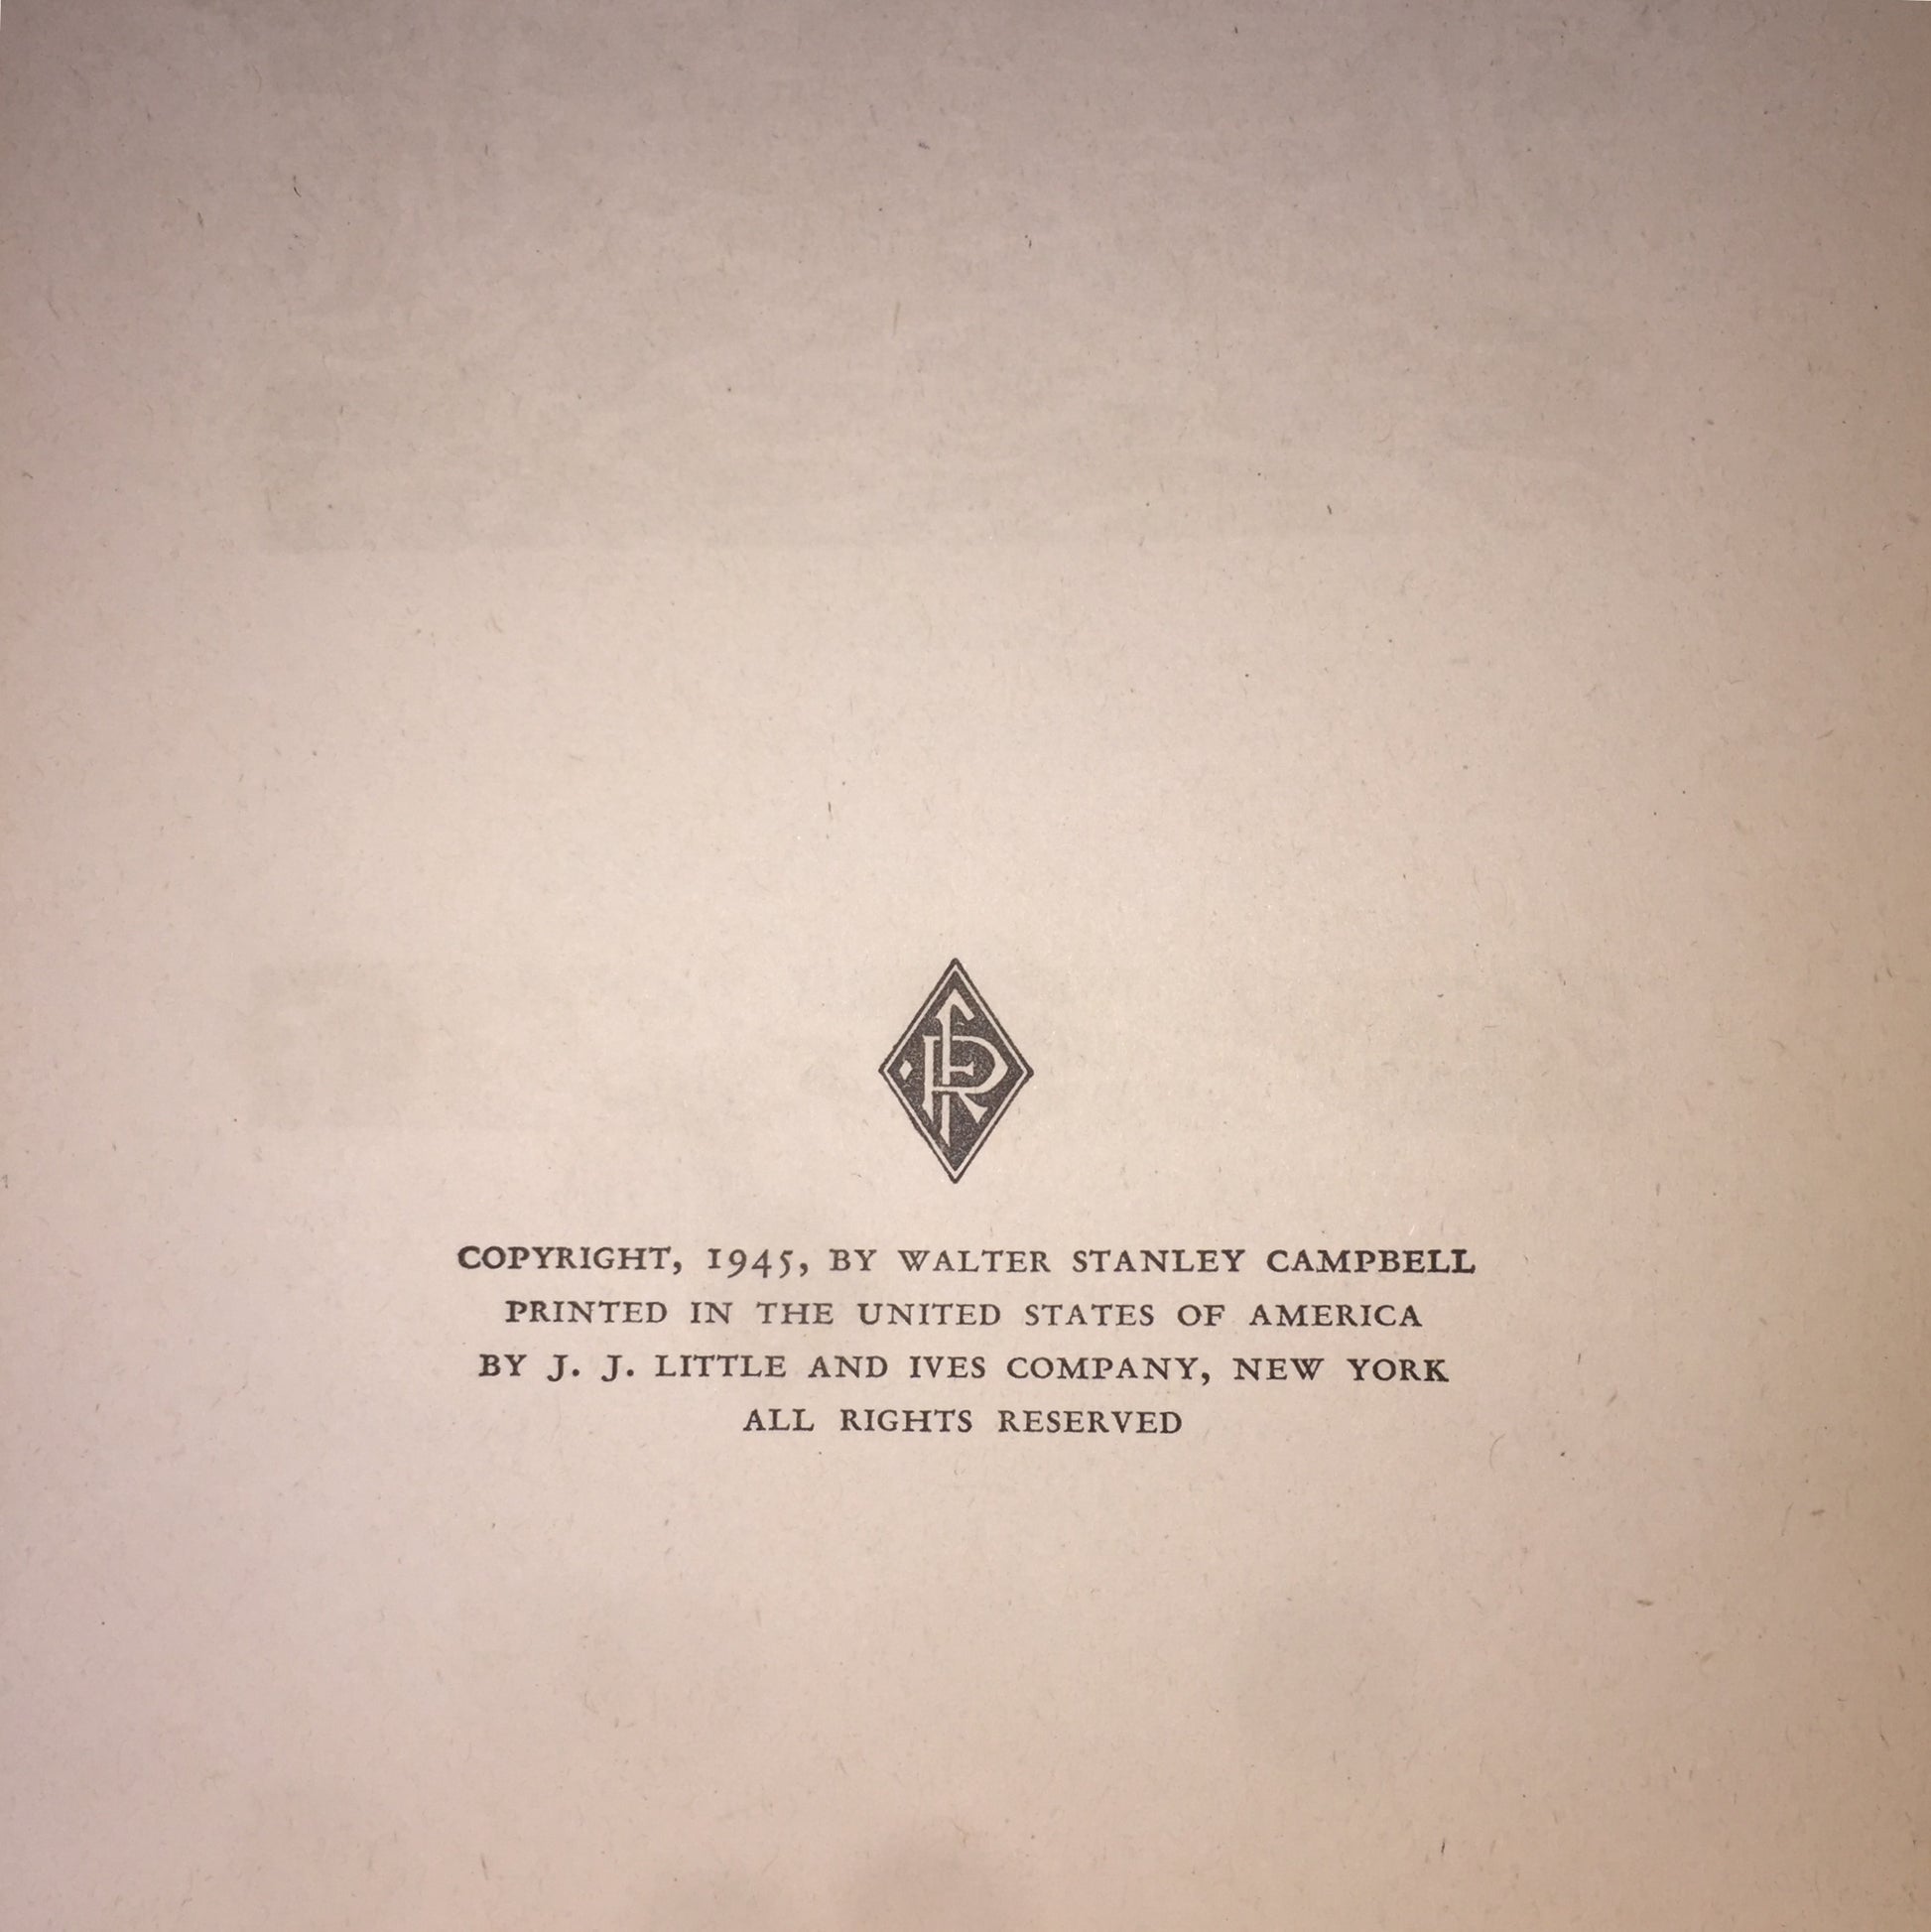 COPYRIGHT, 1945, BY WALTER STANLEY CAMPBELL
PRINTED IN THE UNITED STATES OF AMERICA
BY J. J. LITTLE AND IVES COMPANY, NEW YORK
ALL RIGHTS RESERVED